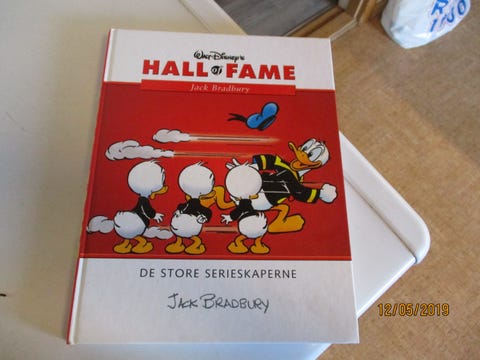 Walt Disney's
HALL of FAME
Jack Bradbury
DE STORE SERIESKAPERNE
JACK BRADBURY
12/05/2019